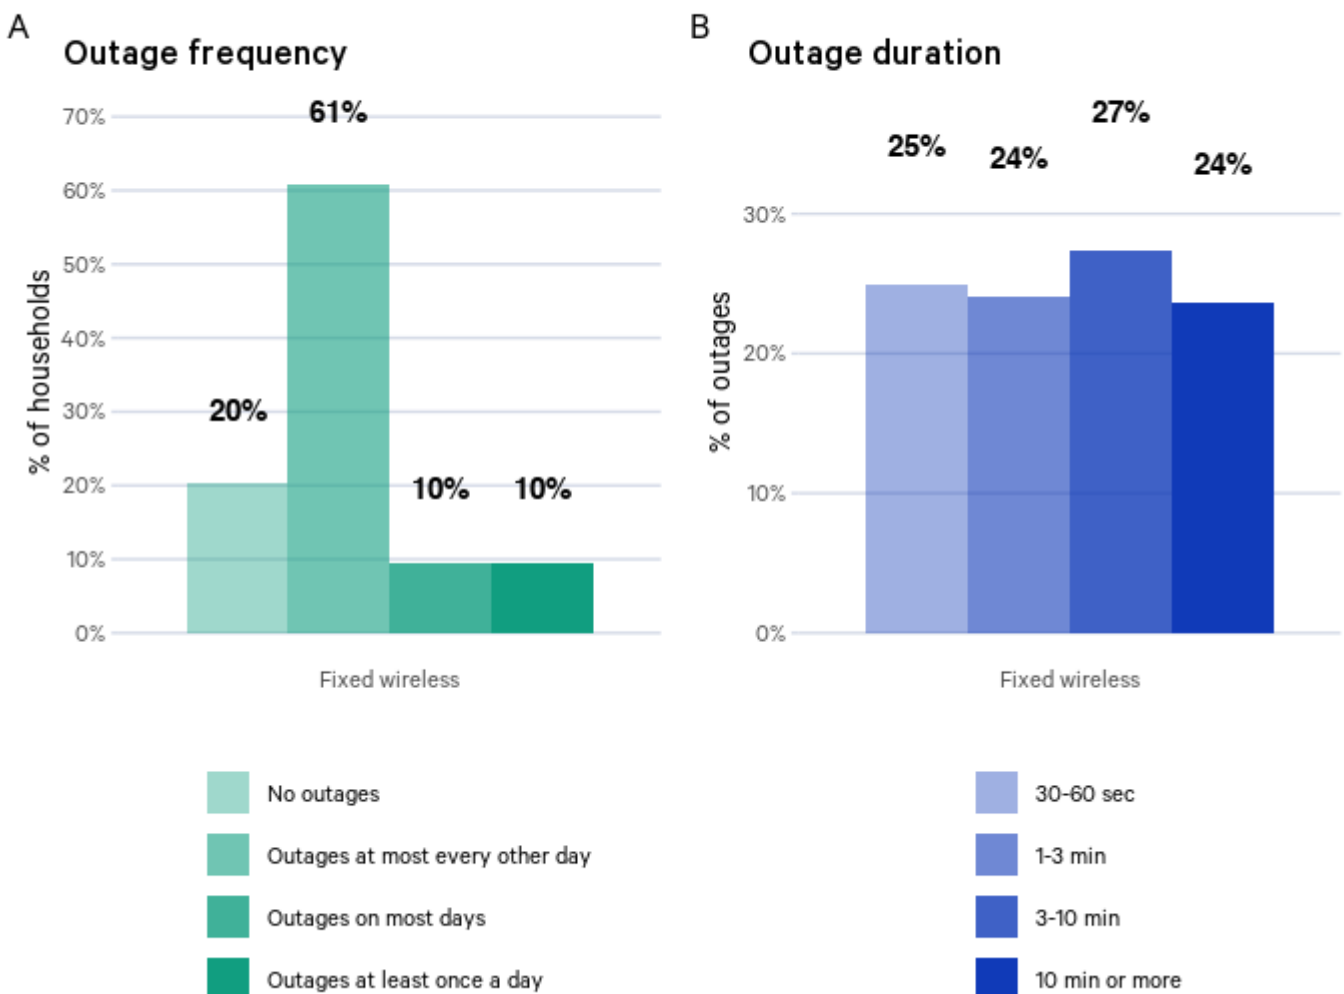 A
Outage frequency
70%
60%
50%
40%
30%
20%
10%
0%
% of households
61%
20%
10%
10%
Fixed wireless
No outages
Outages at most every other day
Outages on most days
Outages at least once a day
B
Outage duration
30%
20%
10%
0%
% of outages
25%
24%
27%
24%
Fixed wireless
30-60 sec
1-3 min
3-10 min
10 min or more